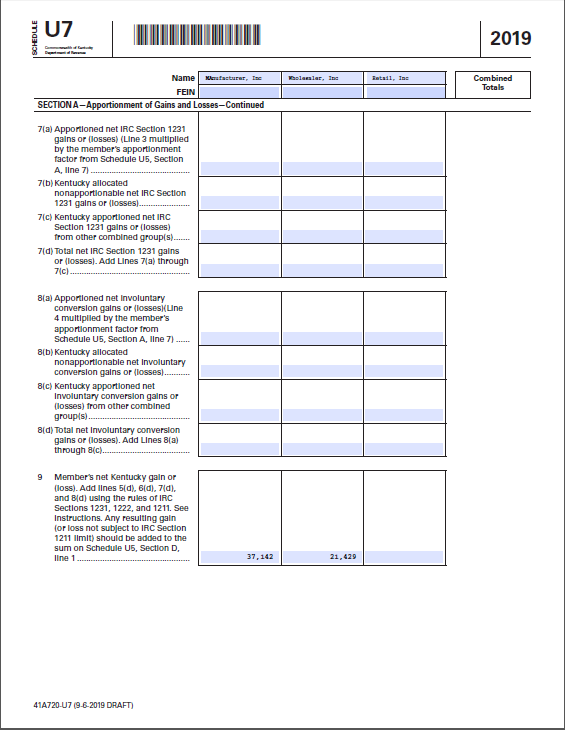 SCHEDULE
U7
Commonwealth of Kentucky
Department of Revenue
2019
Name Manufacturer, Inc Wholesaler, Inc Retail, Inc Combined
FEIN Totals
SECTION A—Apportionment of Gains and Losses—Continued
7(a) Apportioned net IRC Section 1231
gains or (losses) (Line 3 multiplied
by the member's apportionment
factor from Schedule U5, Section
A, line 7)
7(b) Kentucky allocated
nonapportionable net IRC Section
1231 gains or (losses)
7(c) Kentucky apportioned net IRC
Section 1231 gains or (losses)
from other combined group(s)
7(d) Total net IRC Section 1231 gains
or (losses). Add Lines 7(a) through
7(c)
8(a) Apportioned net involuntary
conversion gains or (losses)(Line
4 multiplied by the member's
apportionment factor from
Schedule U5, Section A, line 7)
8(b) Kentucky allocated
nonapportionable net involuntary
conversion gains or (losses)
8(c) Kentucky apportioned net
involuntary conversion gains or
(losses) from other combined
group(s)
8(d) Total net involuntary conversion
gains or (losses). Add Lines 8(a)
through 8(c)
9 Member's net Kentucky gain or
(loss). Add lines 5(d), 6(d), 7(d),
and 8(d) using the rules of IRC
Sections 1231, 1222, and 1211. See
instructions. Any resulting gain
(or loss not subject to IRC Section
1211 limit) should be added to the
sum on Schedule U5, Section D,
line 1 37,142 21,429
41A720-U7 (9-6-2019 DRAFT)